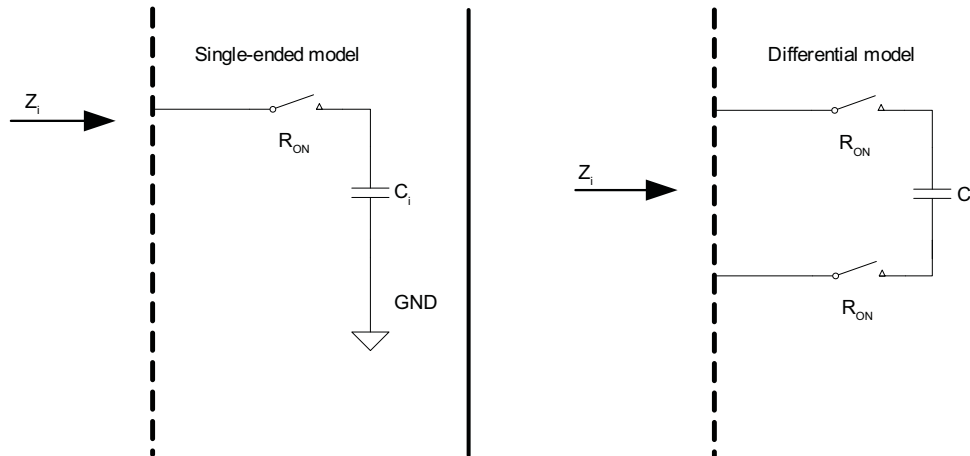 Single-ended model
Z_i
R_ON
C_i
GND
Differential model
R_ON
Z_i
C
R_ON